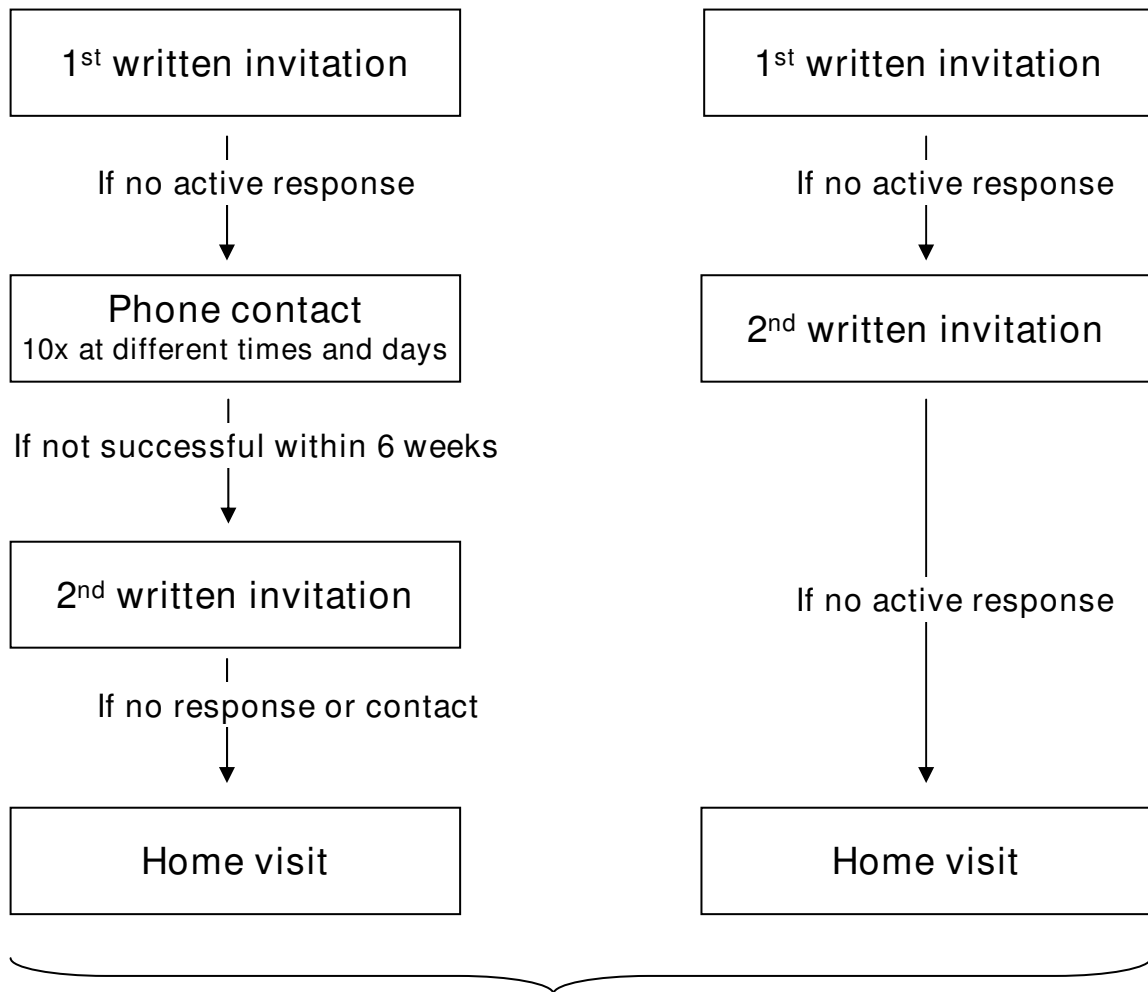 1st written invitation
If no active response
Phone contact
10x at different times and days
If not successful within 6 weeks
2nd written invitation
If no response or contact
Home visit
1st written invitation
If no active response
2nd written invitation
If no active response
Home visit